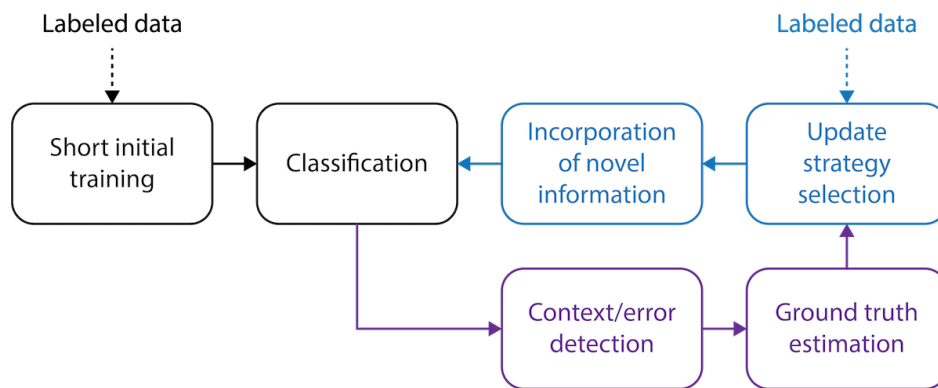 Labeled data
Labeled data
Short initial
training
Classification
Incorporation
of novel
information
Update
strategy
selection
Context/error
detection
Ground truth
estimation